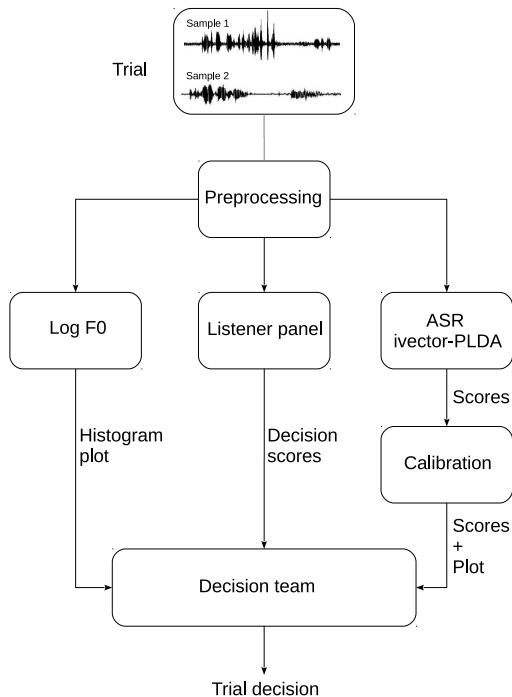 Sample 1
Trial
Sample 2
Preprocessing
Log F0
Listener panel
ASR
ivector-PLDA
Scores
Histogram
plot
Decision
scores
Calibration
Scores
+
Plot
Decision team
Trial decision